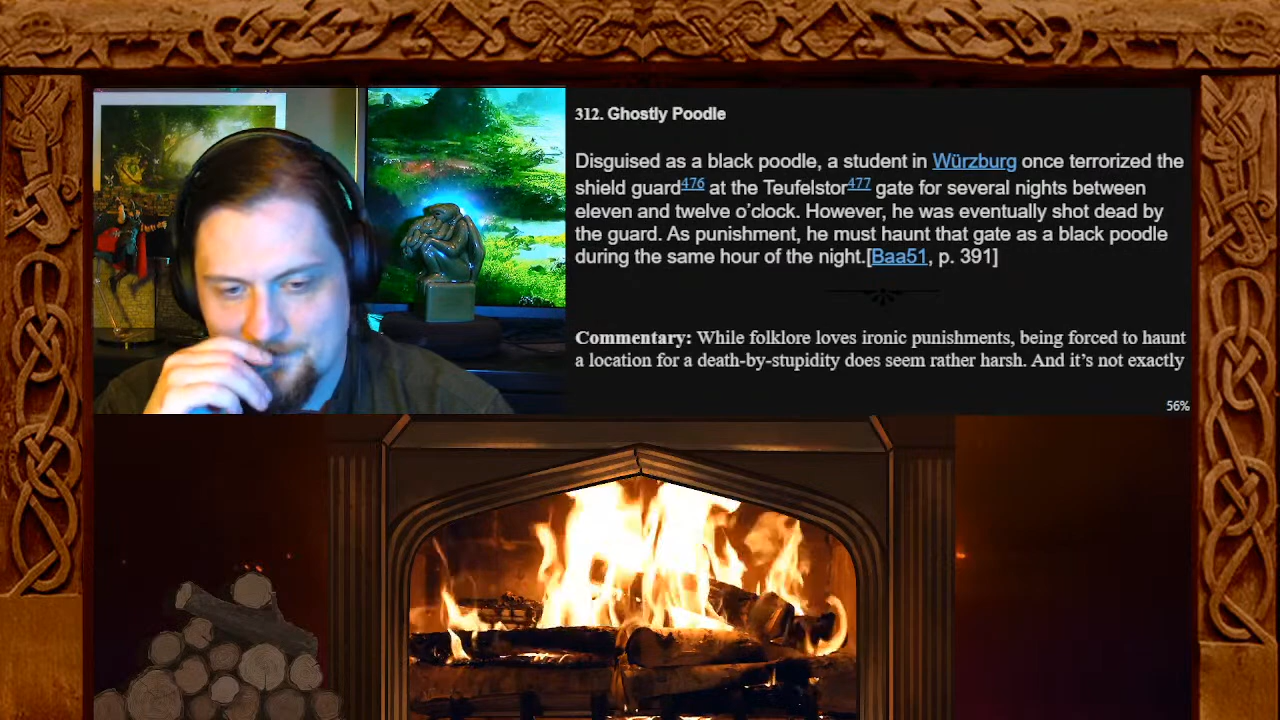 312. Ghostly Poodle
Disguised as a black poodle, a student in Würzburg once terrorized the
shield guard476 at the Teufelstor477 gate for several nights between
eleven and twelve o’clock. However, he was eventually shot dead by
the guard. As punishment, he must haunt that gate as a black poodle
during the same hour of the night.[Baa51, p. 391]
Commentary: While folklore loves ironic punishments, being forced to haunt
a location for a death-by-stupidity does seem rather harsh. And it’s not exactly
56%